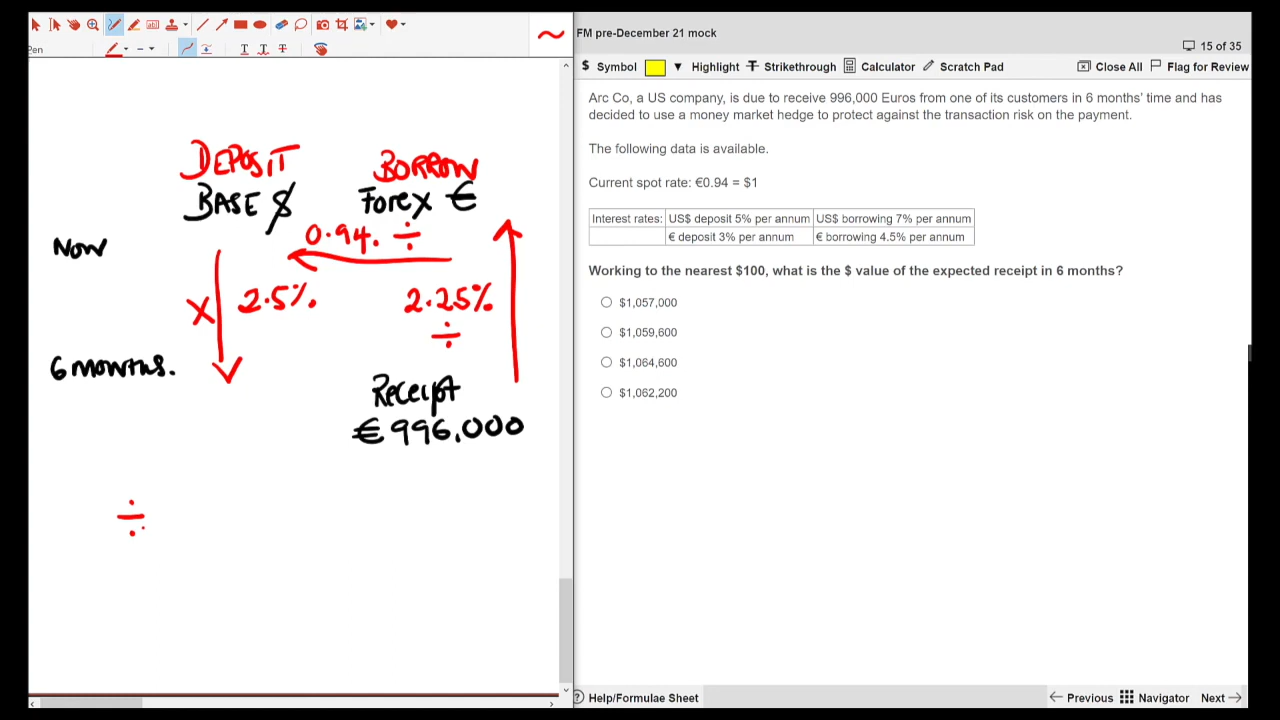 Pen
DEPOSIT BORROW
BASE $ Forex €
0.94. ÷
NOW
X 2.5% 2.25%
÷
6 MONTHS.
Receipt
€996,000
÷
FM pre-December 21 mock
15 of 35
$ Symbol Highlight Strikethrough Calculator Scratch Pad Close All Flag for Review
Arc Co, a US company, is due to receive 996,000 Euros from one of its customers in 6 months' time and has
decided to use a money market hedge to protect against the transaction risk on the payment.
The following data is available.
Current spot rate: €0.94 = $1
Interest rates: US$ deposit 5% per annum US$ borrowing 7% per annum
€ deposit 3% per annum € borrowing 4.5% per annum
Working to the nearest $100, what is the $ value of the expected receipt in 6 months?
$1,057,000
$1,059,600
$1,064,600
$1,062,200
Help/Formulae Sheet Previous Navigator Next